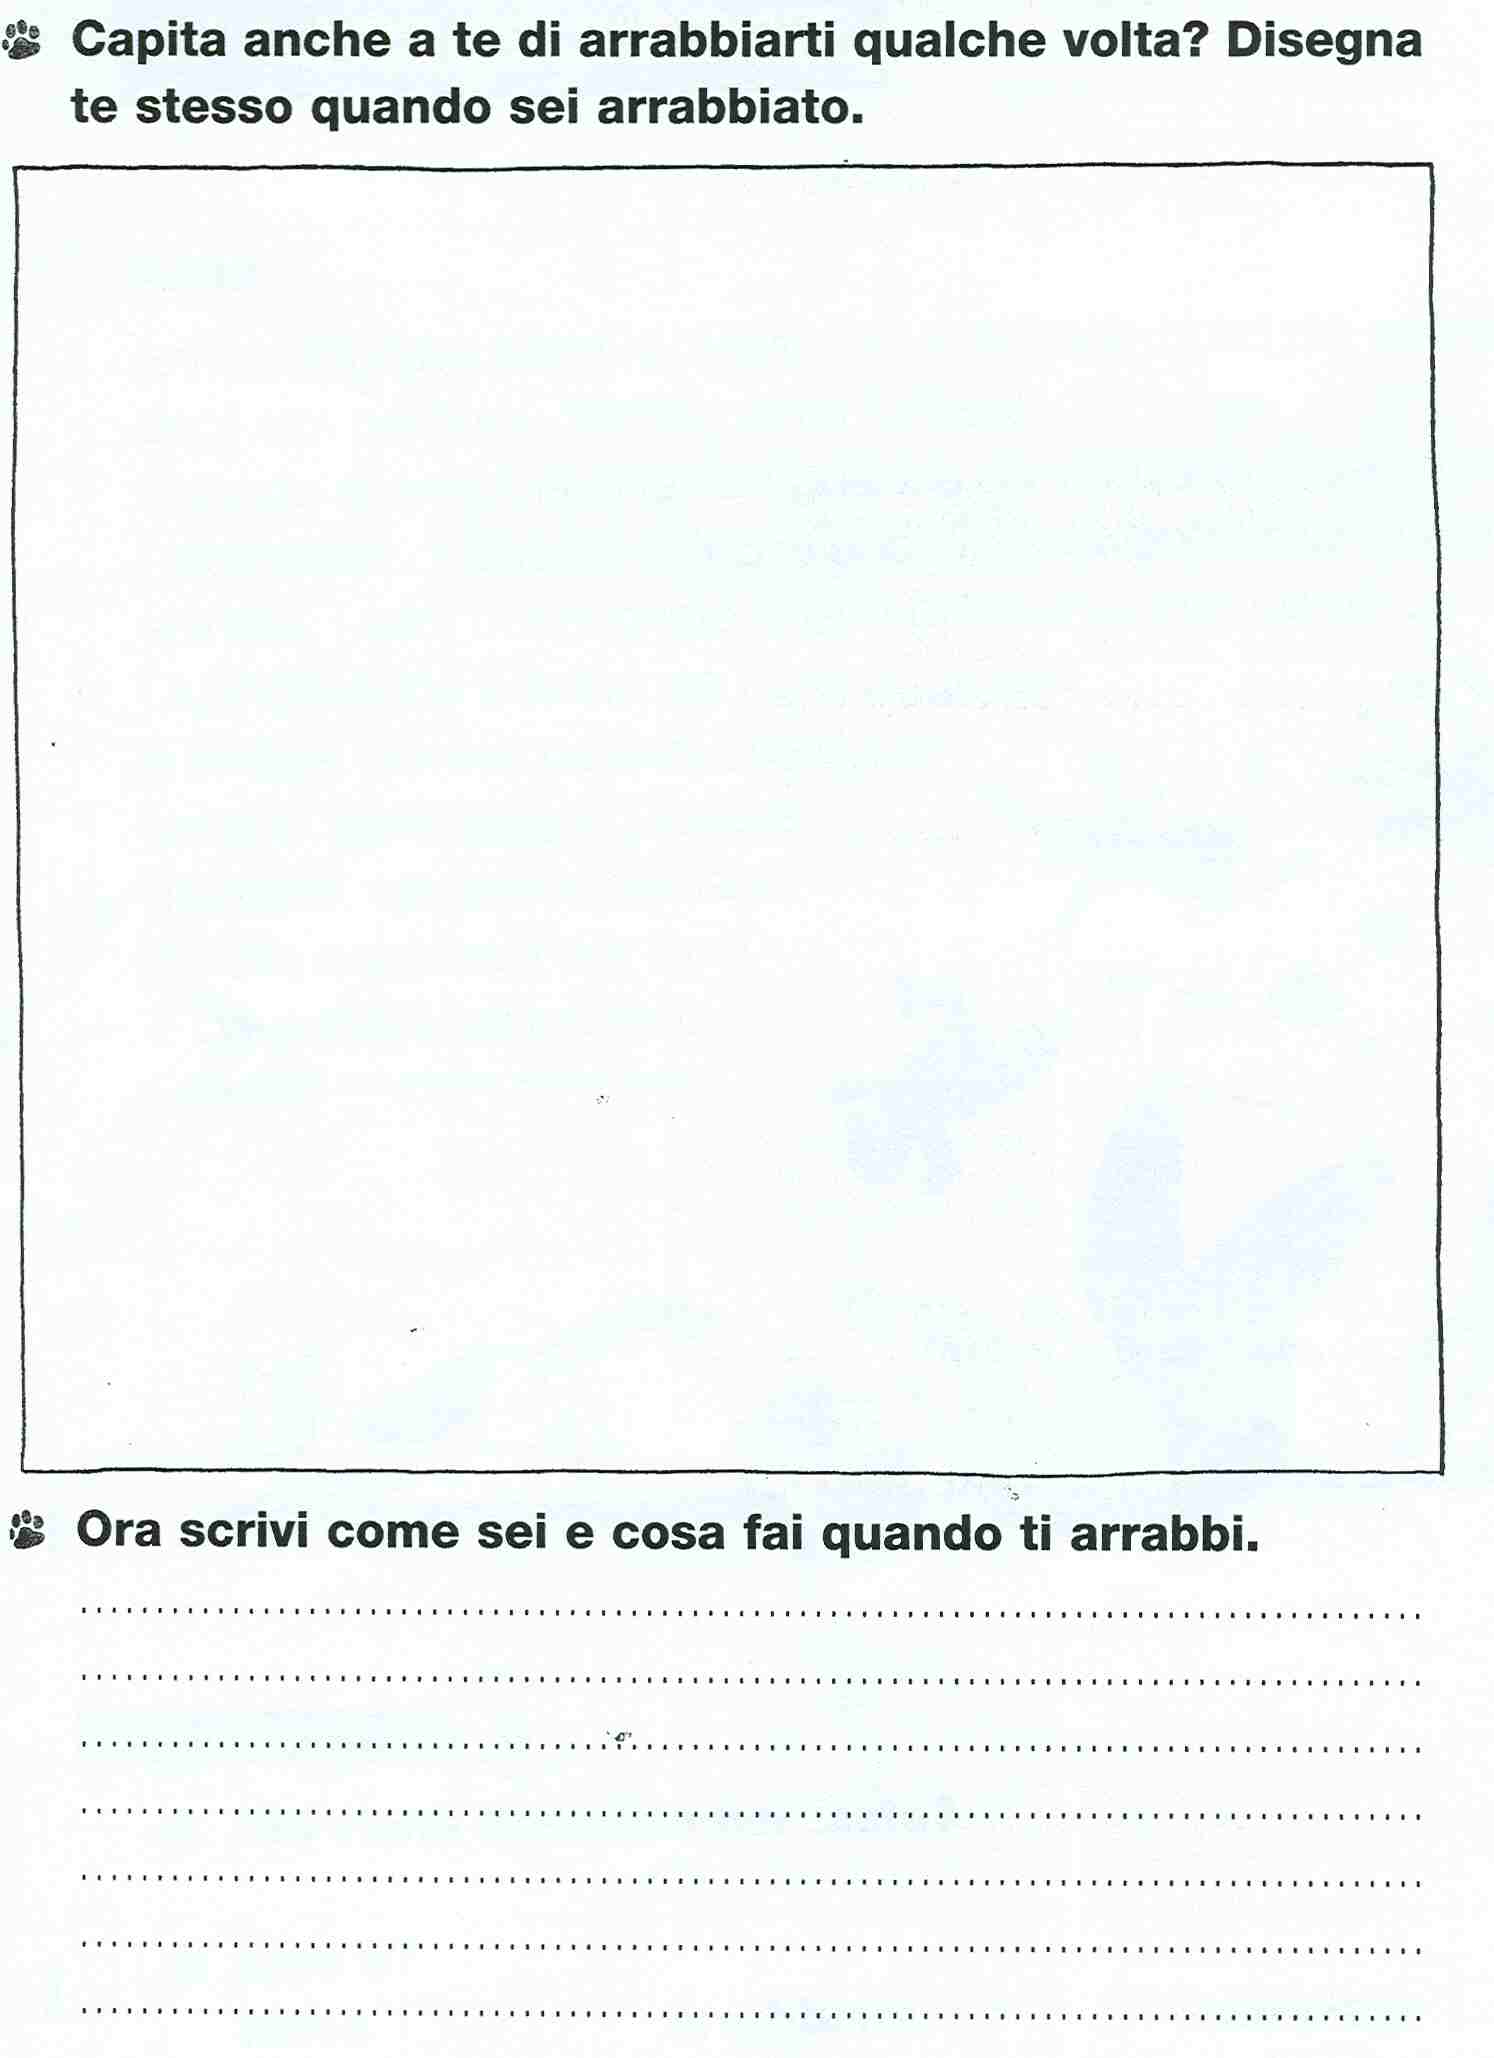 Capita anche a te di arrabbiarti qualche volta? Disegna
te stesso quando sei arrabbiato.
Ora scrivi come sei e cosa fai quando ti arrabbi.